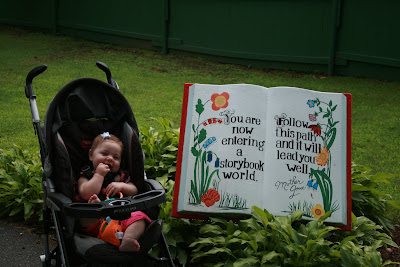 You are
now
entering
a
storybook
world.
Follow
this path
and it will
lead you
well.
Mother
Goose